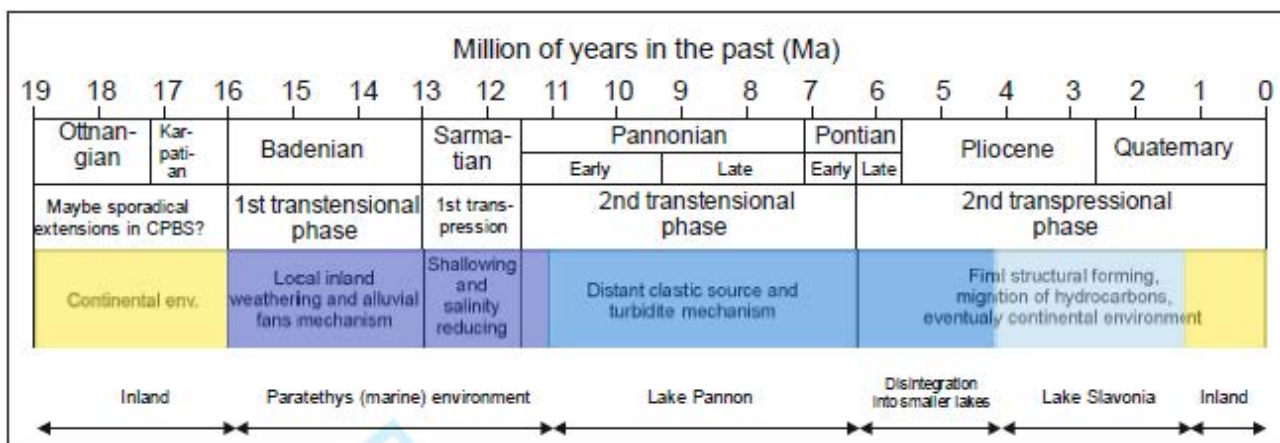 Million of years in the past (Ma)
19 18 17 16 15 14 13 12 11 10 9 8 7 6 5 4 3 2 1 0
Ottnan-
gian
Kar-
pati-
an
Badenian
Sarma-
tian
Pannonian
Early Late
Pontian
Early Late
Pliocene
Quaternary
Maybe sporadical
extensions in CPBS?
1st transtensional
phase
1st trans-
pression
2nd transtensional
phase
2nd transpressional
phase
Continental env.
Local inland
weathering and alluvial
fans mechanism
Shallowing
and
salinity
reducing
Distant clastic source and
turbidite mechanism
Final structural forming,
migration of hydrocarbons,
eventualy continental environment
Inland
Paratethys (marine) environment
Lake Pannon
Disintegration
into smaller lakes
Lake Slavonia
Inland